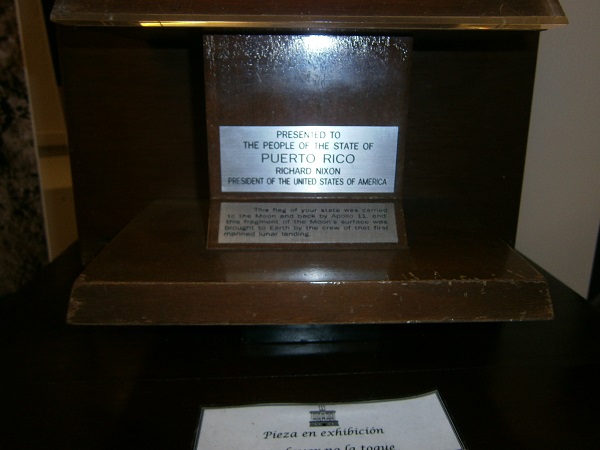 PRESENTED TO
THE PEOPLE OF THE STATE OF
PUERTO RICO
RICHARD NIXON
PRESIDENT OF THE UNITED STATES OF AMERICA
This flag of your state was carried
to the Moon and back by Apollo 11, and
this fragment of the Moon's surface was
brought to Earth by the crew of that first
manned lunar landing.
Pieza en exhibición
no lo toque